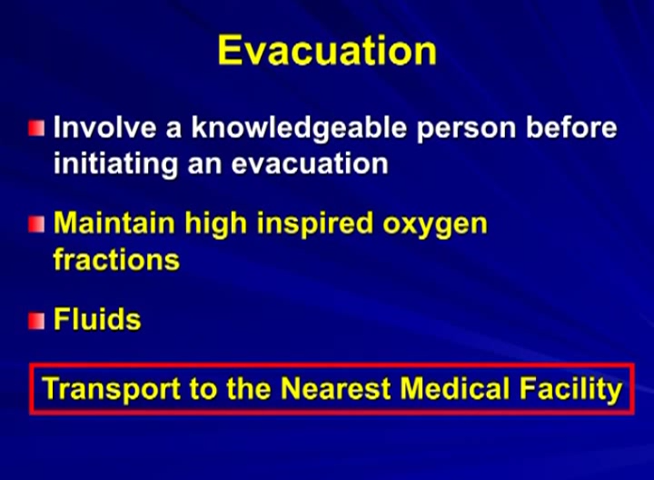 Evacuation
Involve a knowledgeable person before
initiating an evacuation
Maintain high inspired oxygen
fractions
Fluids
Transport to the Nearest Medical Facility